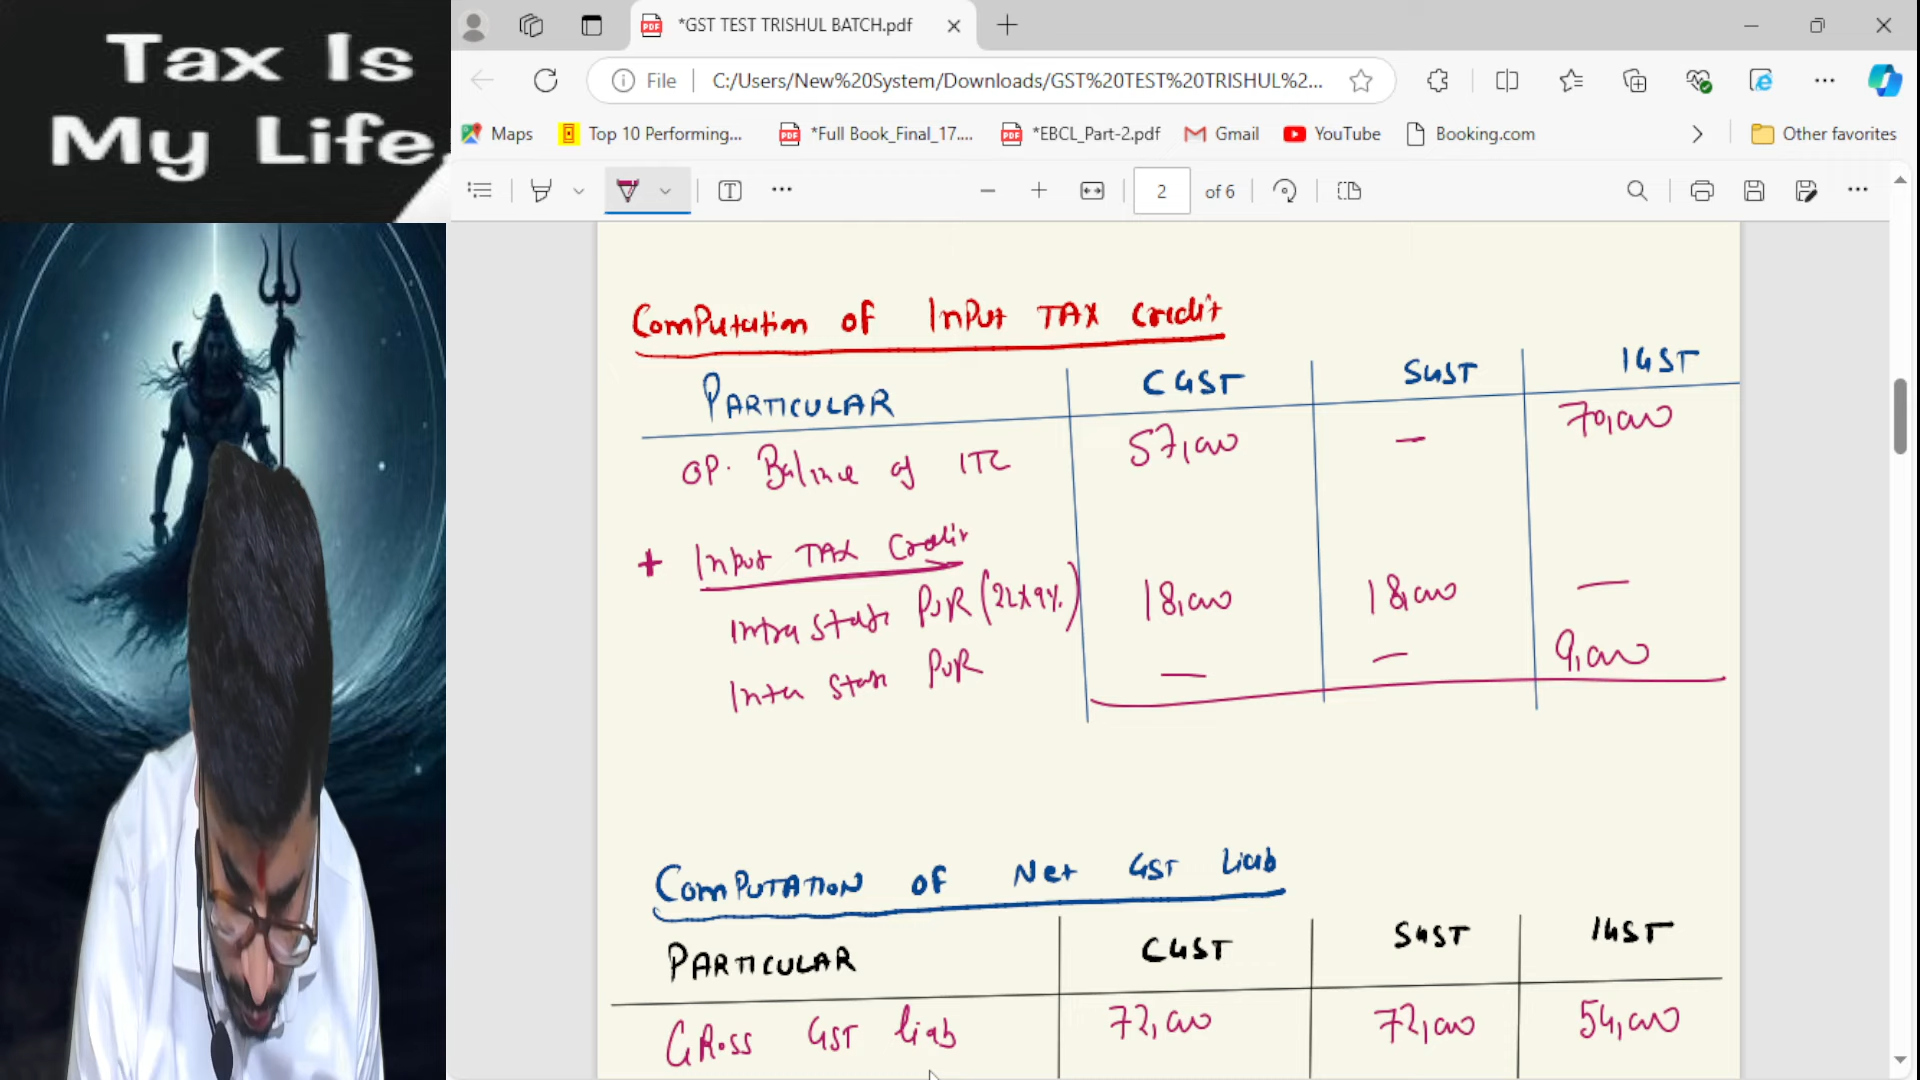 Tax Is
My Life.
*GST TEST TRISHUL BATCH.pdf
File
C:/Users/New%20System/Downloads/GST%20TEST%20TRISHUL%2...
Maps
Top 10 Performing...
*Full Book_Final_17....
*EBCL_Part-2.pdf
Gmail
YouTube
Booking.com
Other favorites
2 of 6
Computation of Input TAX Credit
PARTICULAR CGST SGST IGST
OP. Balance of ITC 57,000 — 70,000
+ Input TAX Credit
Intra State PUR (2L×9%) 18,000 18,000 —
Inter State PUR — — 9,000
COMPUTATION OF Net GST Liab
PARTICULAR CGST SGST IGST
GRoss GST liab 72,000 72,000 54,000